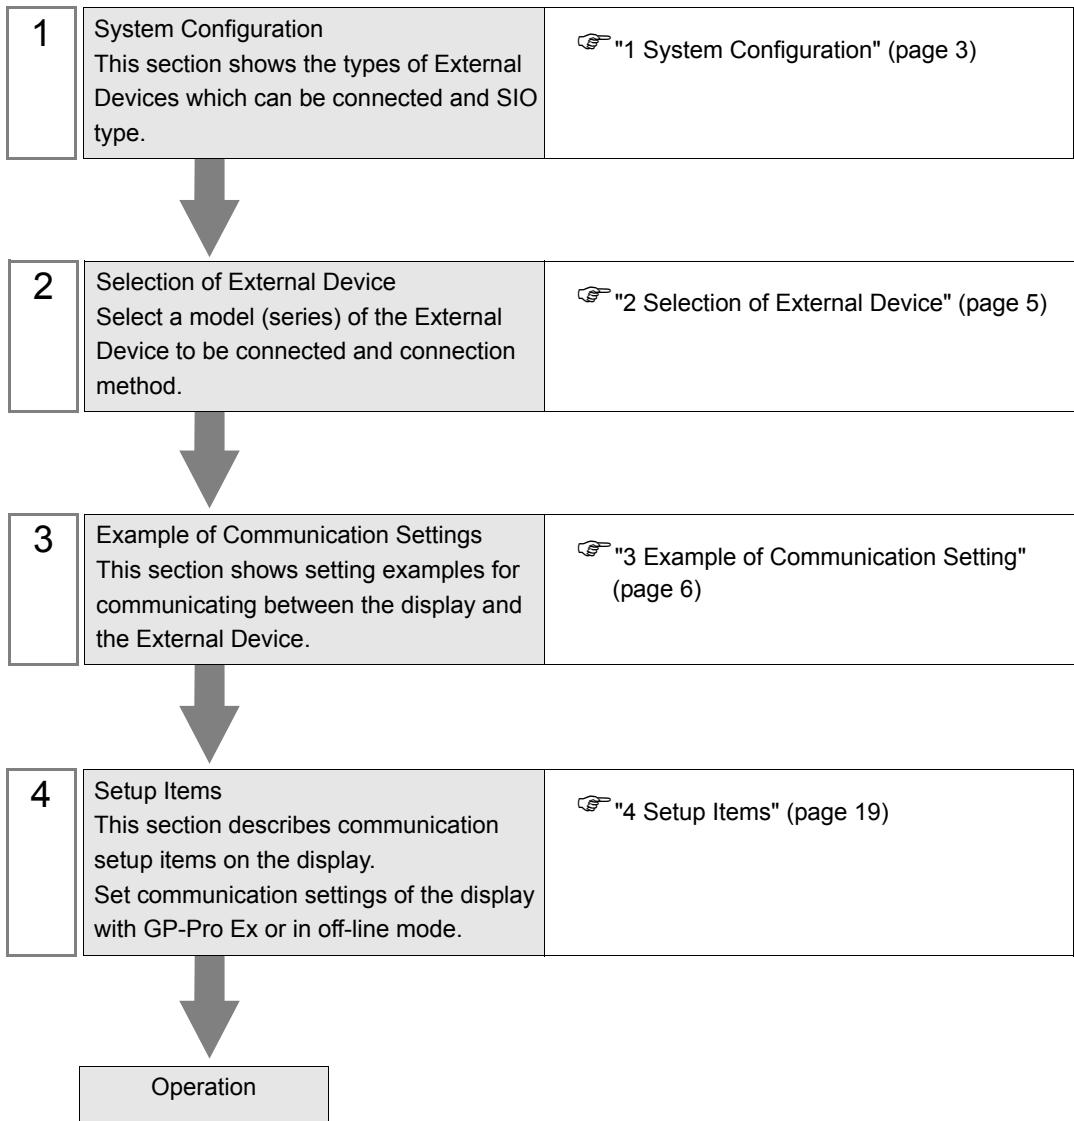 1
System Configuration
This section shows the types of External
Devices which can be connected and SIO
type.
"1 System Configuration" (page 3)
2
Selection of External Device
Select a model (series) of the External
Device to be connected and connection
method.
"2 Selection of External Device" (page 5)
3
Example of Communication Settings
This section shows setting examples for
communicating between the display and
the External Device.
"3 Example of Communication Setting"
(page 6)
4
Setup Items
This section describes communication
setup items on the display.
Set communication settings of the display
with GP-Pro Ex or in off-line mode.
"4 Setup Items" (page 19)
Operation